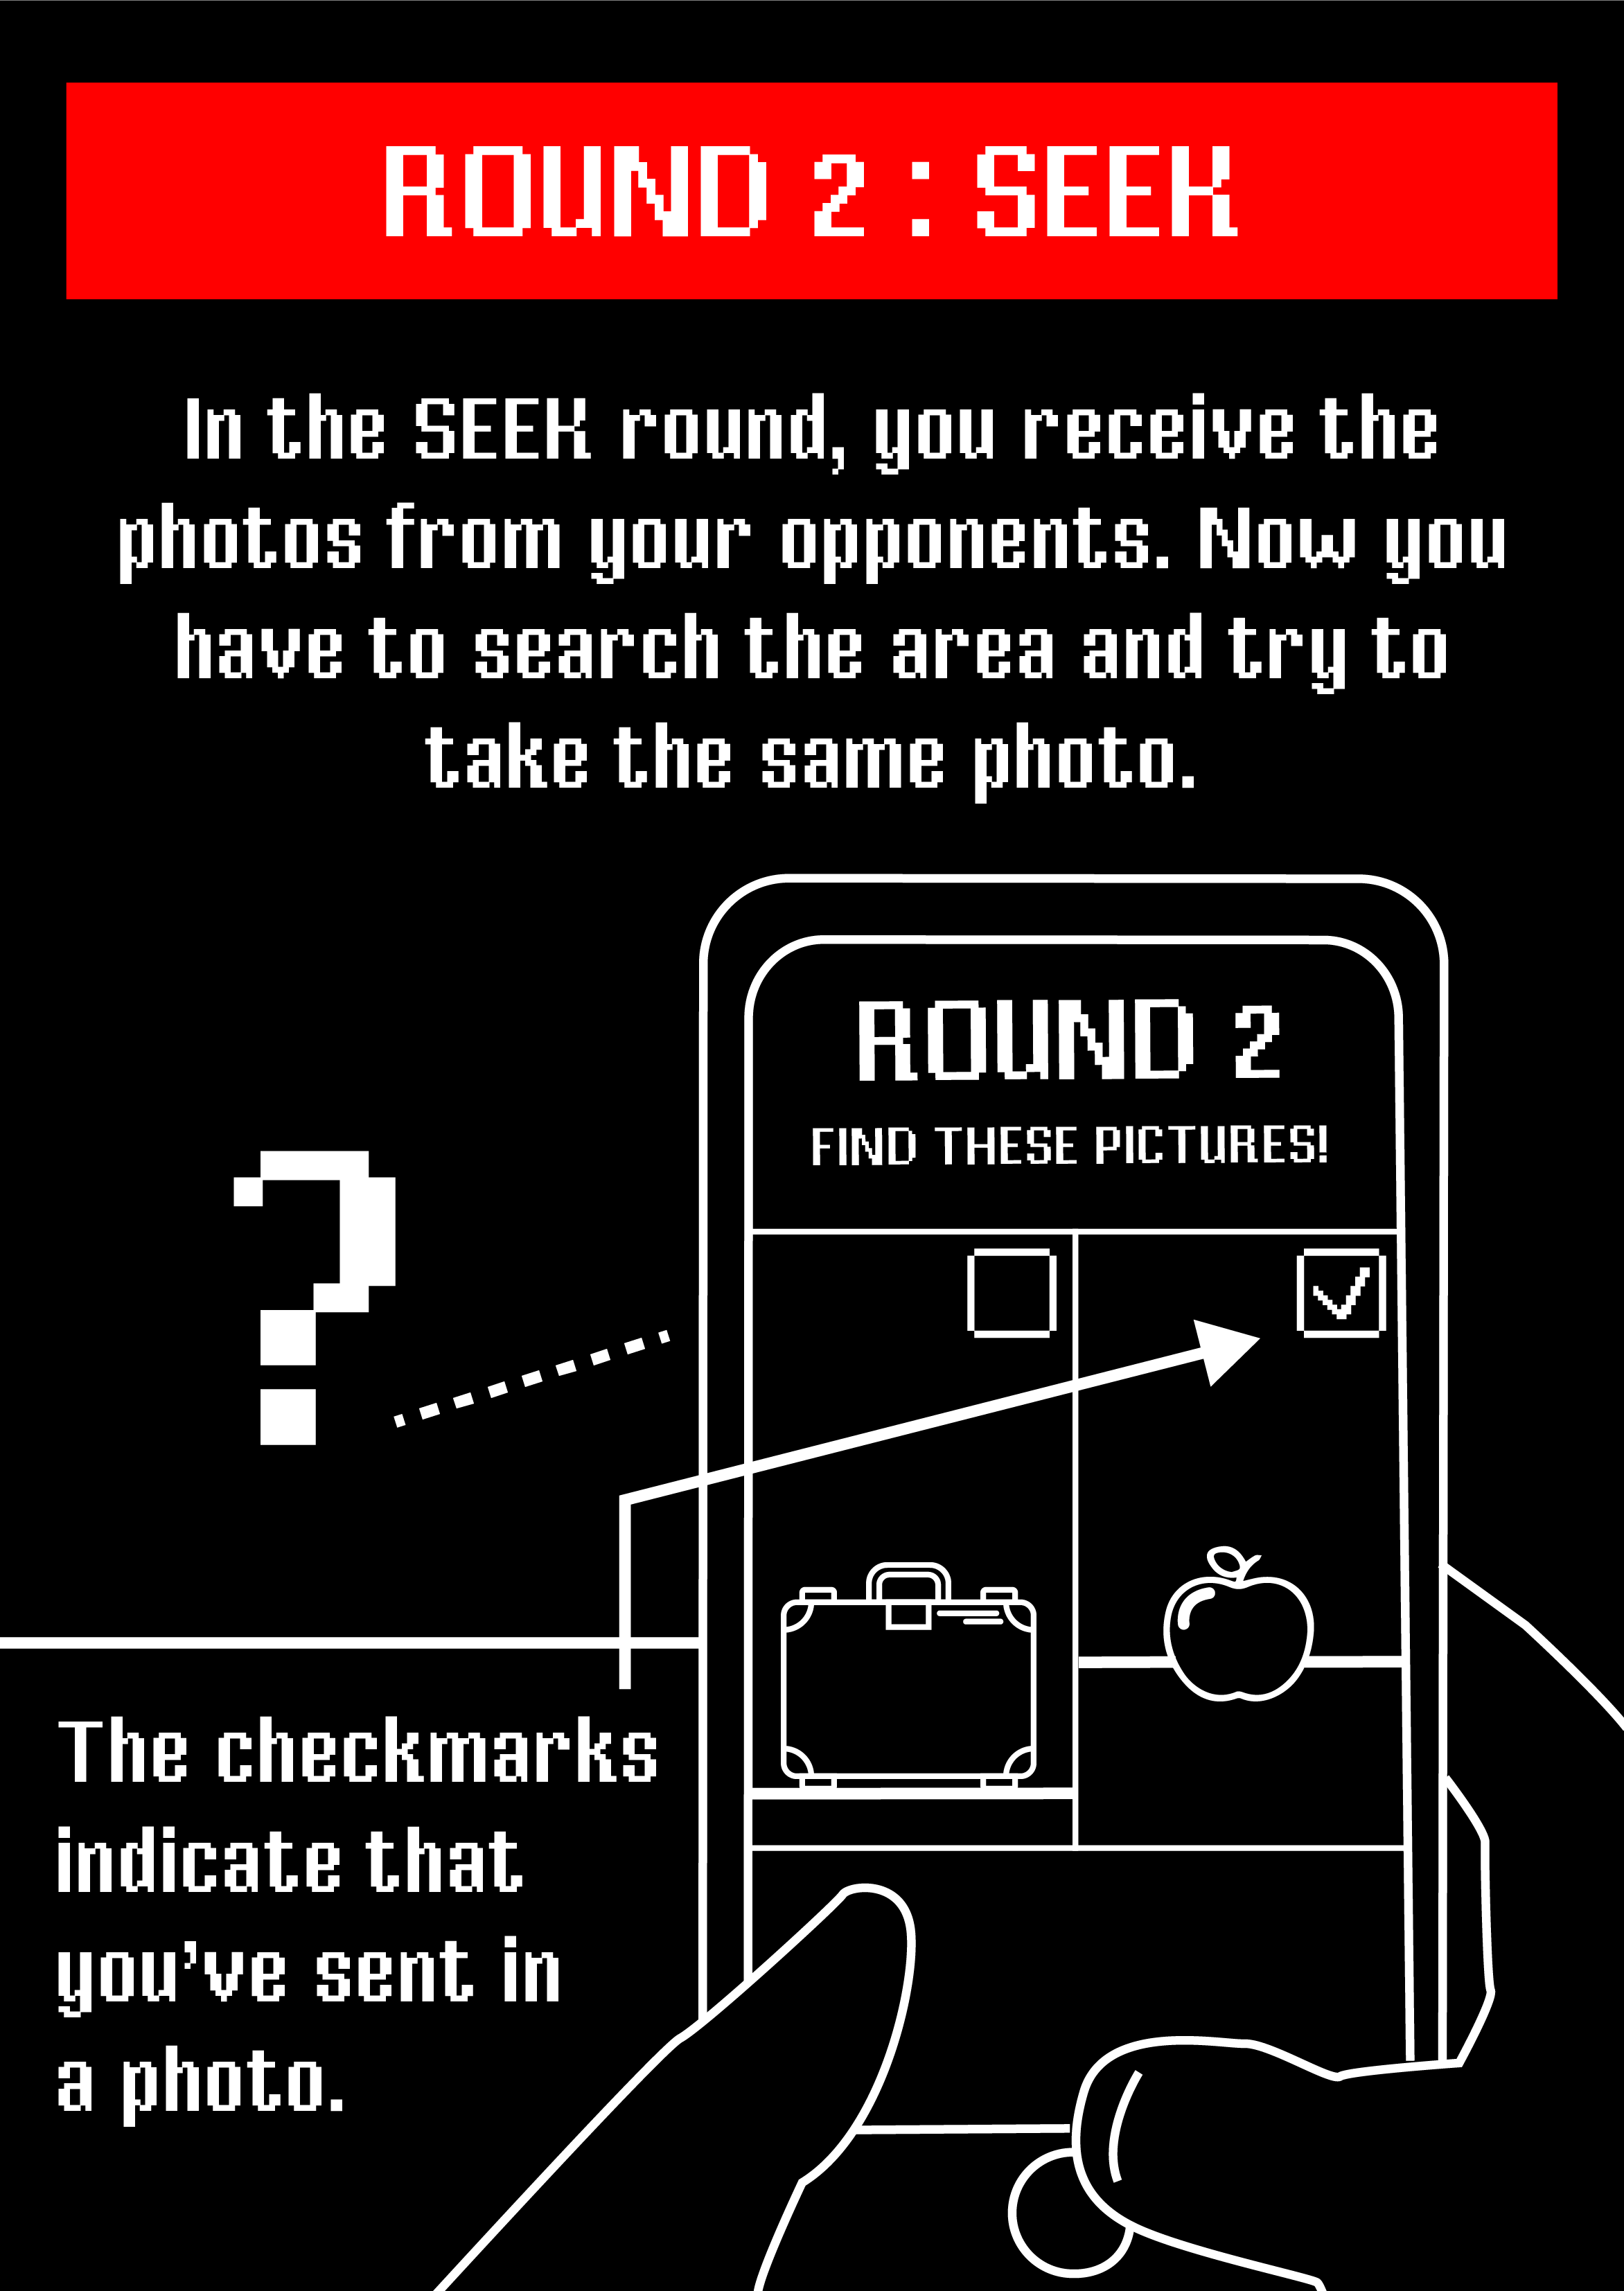 ROUND 2 : SEEK
In the SEEK round, you receive the
photos from your opponents. Now you
have to search the area and try to
take the same photo.
ROUND 2
FIND THESE PICTURES!
?
The checkmarks
indicate that
you've sent in
a photo.